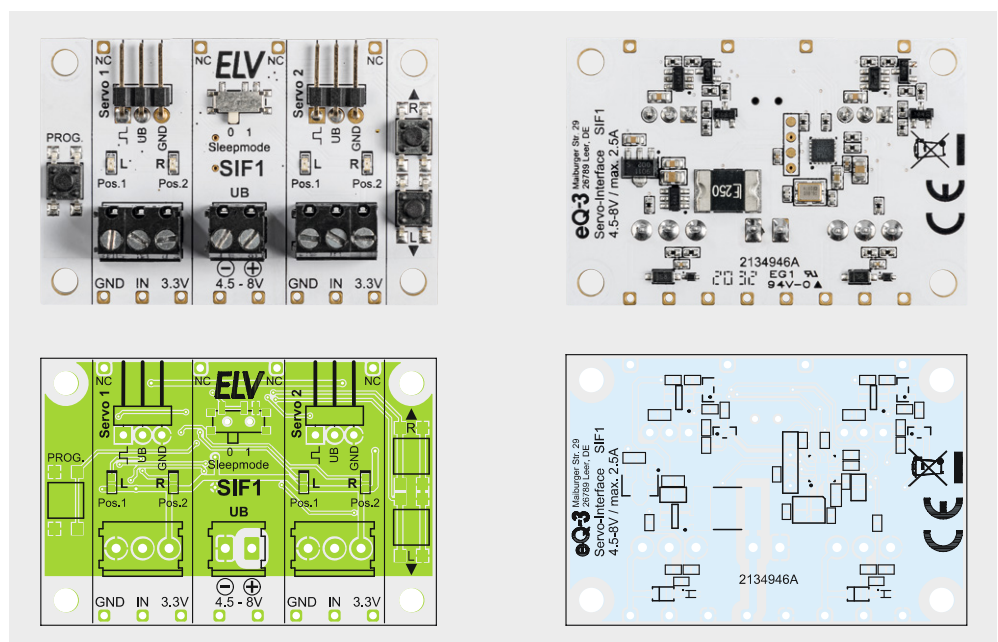 NC
NC
NC
NC
ELV
Servo 1
Servo 2
R
UB
GND
0 1
UB
GND
PROG.
Sleepmode
L
R
SIF1
L
R
Pos.1
Pos.2
UB
Pos.1
Pos.2
L
GND IN 3.3V
4.5 - 8V
GND IN 3.3V
eQ-3
Maiburger Str. 29
26789 Leer, DE
Servo-Interface SIF1
4.5-8V / max. 2.5A
F250
2134946A
2032
EG1
94V-0
CE
NC
NC
NC
NC
ELV
Servo 1
Servo 2
R
UB
GND
0 1
UB
GND
PROG.
Sleepmode
L
R
SIF1
L
R
Pos.1
Pos.2
UB
Pos.1
Pos.2
L
GND IN 3.3V
4.5 - 8V
GND IN 3.3V
eQ-3
Maiburger Str. 29
26789 Leer, DE
Servo-Interface SIF1
4.5-8V / max. 2.5A
2134946A
CE